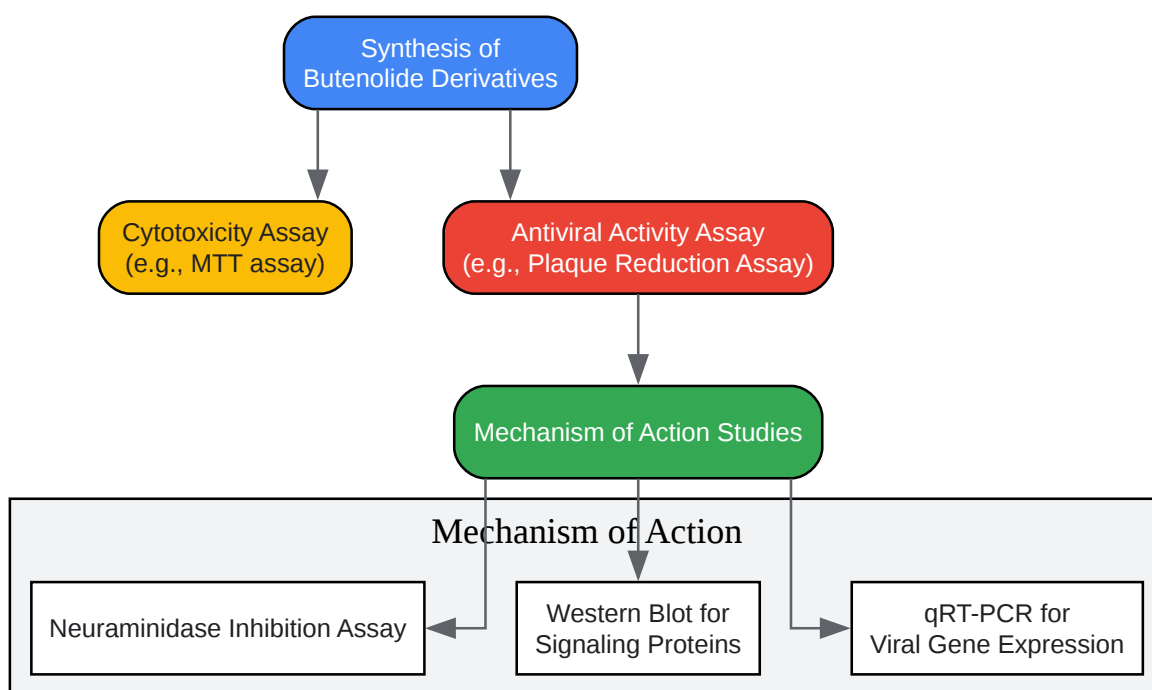 Synthesis of
Butenolide Derivatives
Cytotoxicity Assay
(e.g., MTT assay)
Antiviral Activity Assay
(e.g., Plaque Reduction Assay)
Mechanism of Action Studies
Mechanism of Action
Neuraminidase Inhibition Assay
Western Blot for
Signaling Proteins
qRT-PCR for
Viral Gene Expression